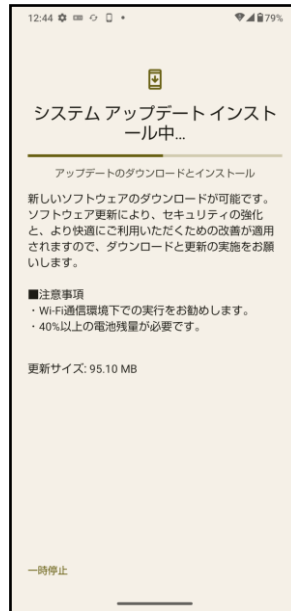 12:44 79%
システム アップデート インスト
ール中...
アップデートのダウンロードとインストール
新しいソフトウェアのダウンロードが可能です。
ソフトウェア更新により、セキュリティの強化
と、より快適にご利用いただくための改善が適用
されますので、ダウンロードと更新の実施をお願
いします。
■注意事項
・Wi-Fi通信環境下での実行をお勧めします。
・40%以上の電池残量が必要です。
更新サイズ: 95.10 MB
一時停止